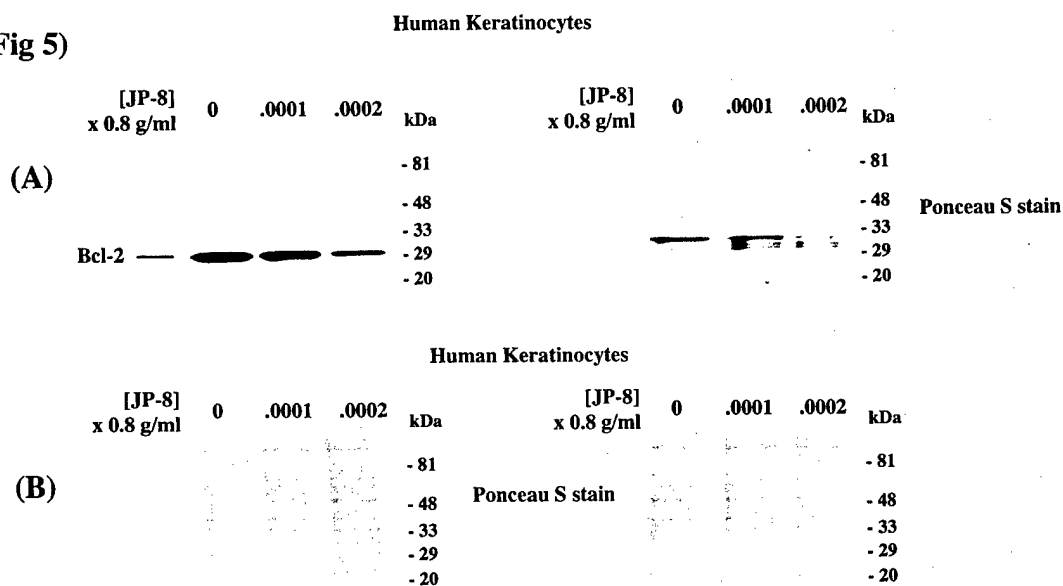 Fig 5)
Human Keratinocytes
(A)
[JP-8]
x 0.8 g/ml
0 .0001 .0002
kDa
- 81
- 48
- 33
- 29
- 20
Bcl-2
[JP-8]
x 0.8 g/ml
0 .0001 .0002
kDa
- 81
- 48
- 33
- 29
- 20
Ponceau S stain
Human Keratinocytes
(B)
[JP-8]
x 0.8 g/ml
0 .0001 .0002
kDa
- 81
- 48
- 33
- 29
- 20
Ponceau S stain
[JP-8]
x 0.8 g/ml
0 .0001 .0002
kDa
- 81
- 48
- 33
- 29
- 20